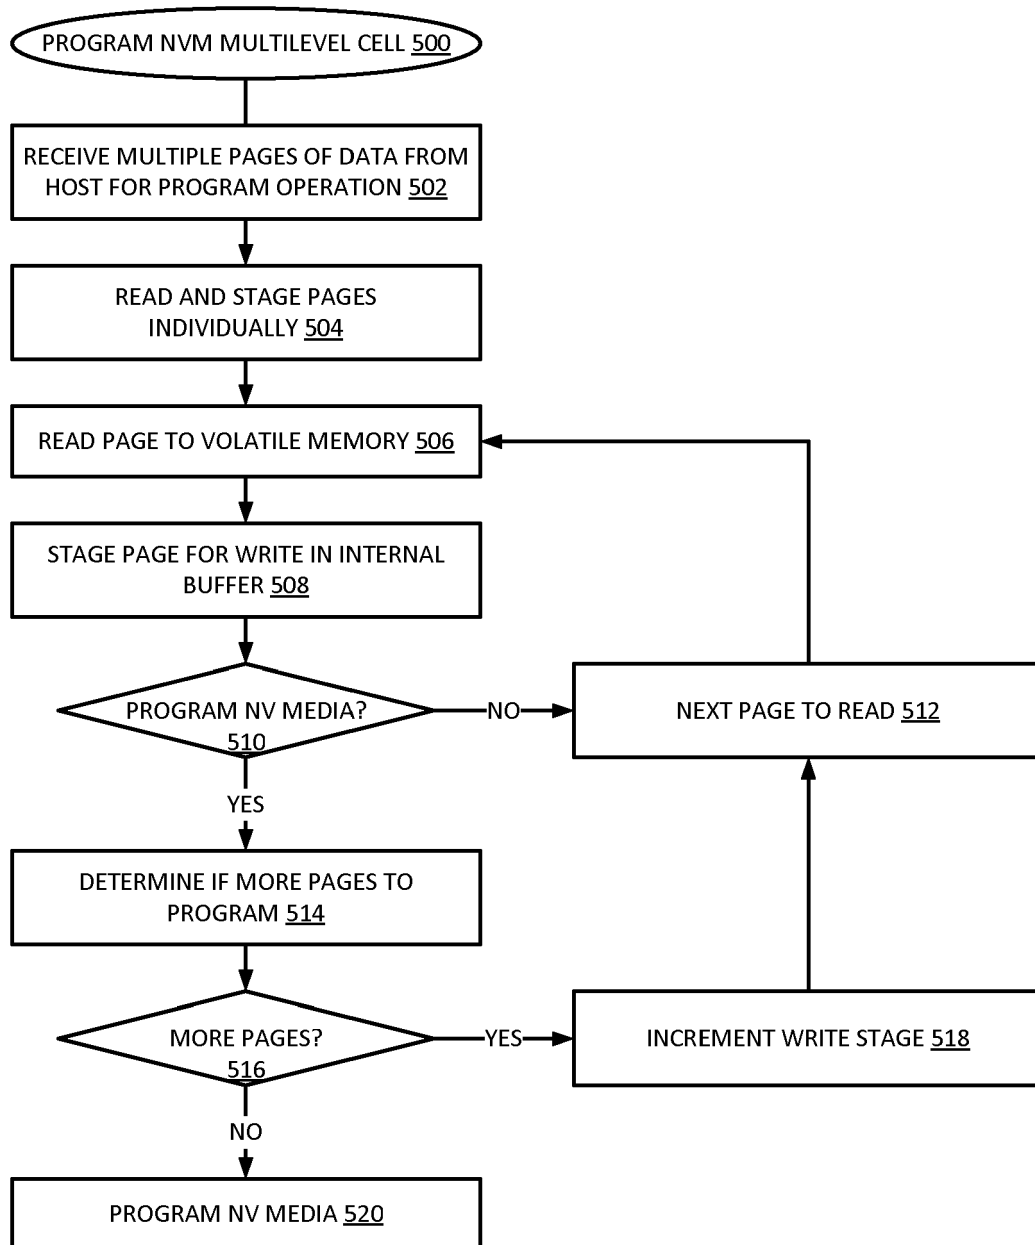 PROGRAM NVM MULTILEVEL CELL 500
RECEIVE MULTIPLE PAGES OF DATA FROM
HOST FOR PROGRAM OPERATION 502
READ AND STAGE PAGES
INDIVIDUALLY 504
READ PAGE TO VOLATILE MEMORY 506
STAGE PAGE FOR WRITE IN INTERNAL
BUFFER 508
PROGRAM NV MEDIA?
510
NO
NEXT PAGE TO READ 512
YES
DETERMINE IF MORE PAGES TO
PROGRAM 514
MORE PAGES?
516
YES
INCREMENT WRITE STAGE 518
NO
PROGRAM NV MEDIA 520